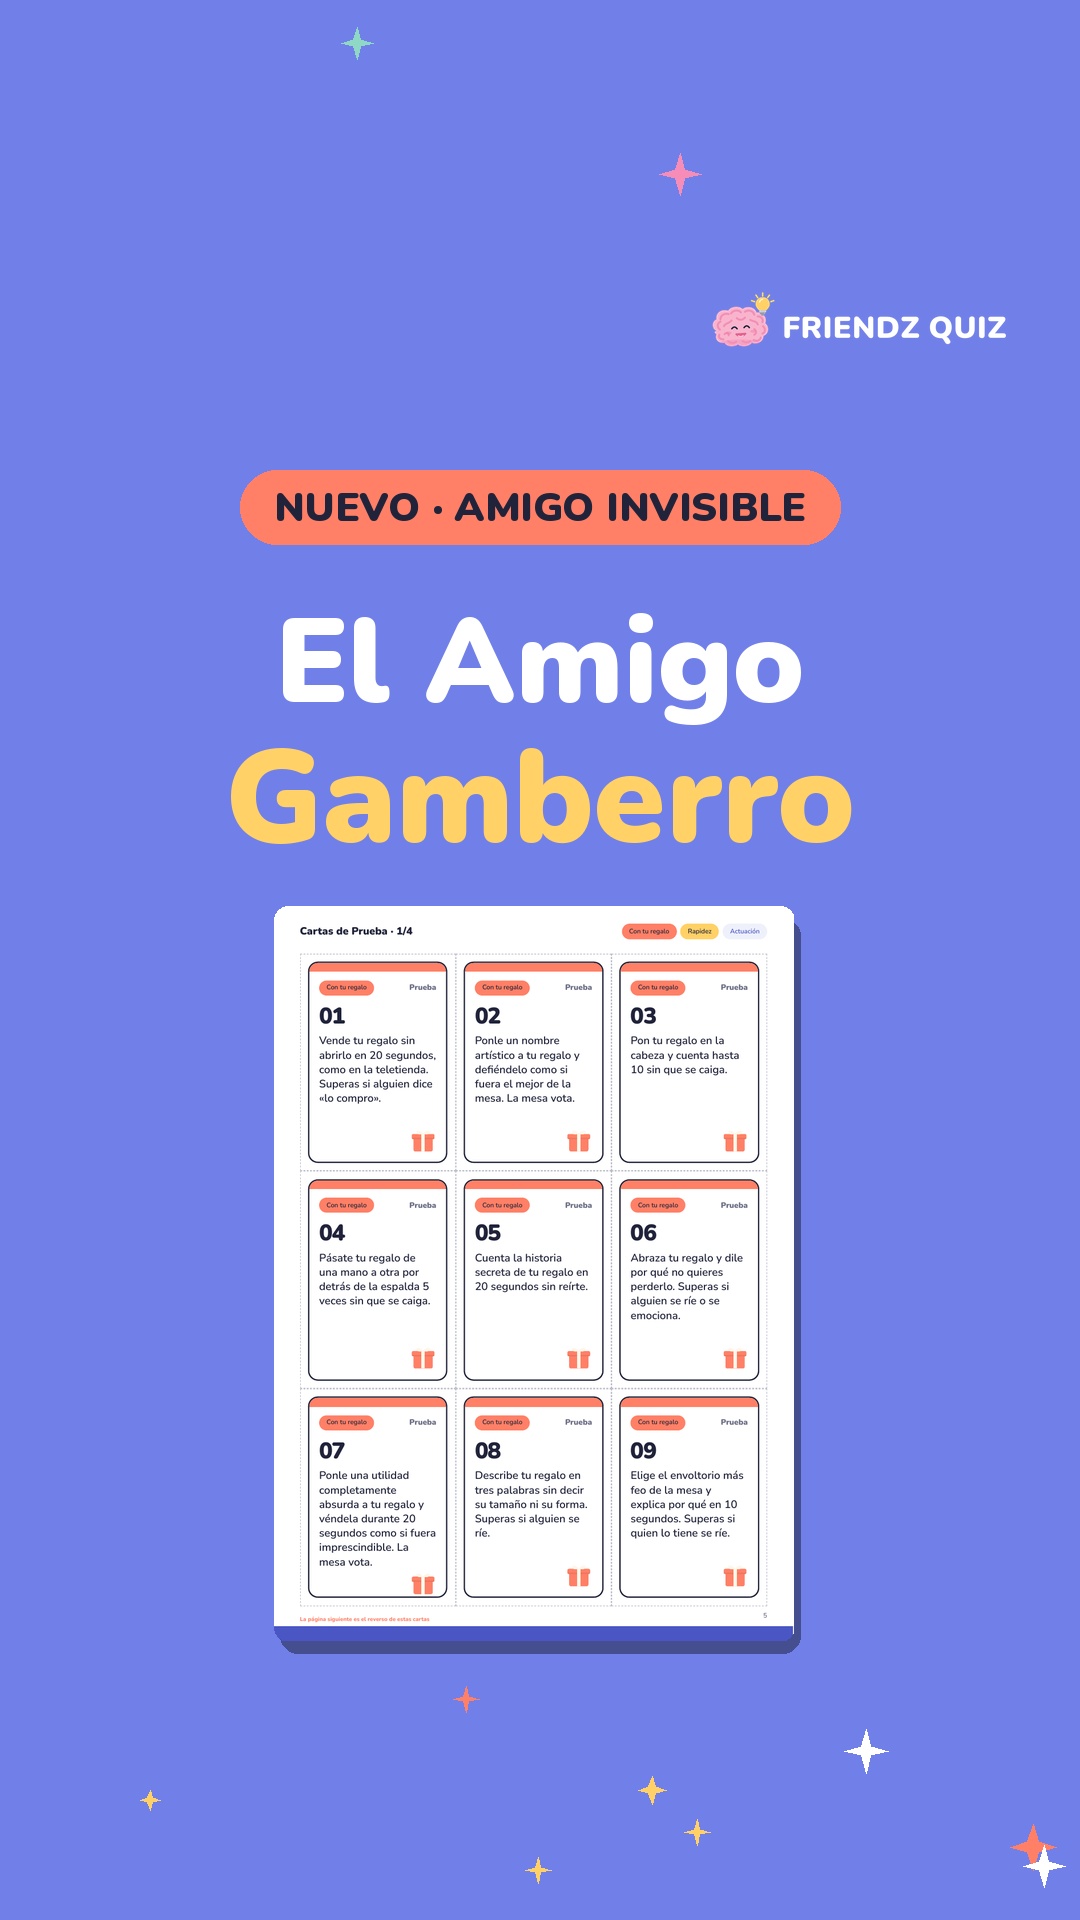 FRIENDZ QUIZ
NUEVO · AMIGO INVISIBLE
El Amigo
Gamberro
Cartas de Prueba · 1/4
Con tu regalo
Rapidez
Actuación
Con tu regalo
Prueba
01
Vende tu regalo sin
abrirlo en 20 segundos,
como en la teletienda.
Superas si alguien dice
«lo compro».
Con tu regalo
Prueba
02
Ponle un nombre
artístico a tu regalo y
defiéndelo como si
fuera el mejor de la
mesa. La mesa vota.
Con tu regalo
Prueba
03
Pon tu regalo en la
cabeza y cuenta hasta
10 sin que se caiga.
Con tu regalo
Prueba
04
Pásate tu regalo de
una mano a otra por
detrás de la espalda 5
veces sin que se caiga.
Con tu regalo
Prueba
05
Cuenta la historia
secreta de tu regalo en
20 segundos sin reírte.
Con tu regalo
Prueba
06
Abraza tu regalo y dile
por qué no quieres
perderlo. Superas si
alguien se ríe o se
emociona.
Con tu regalo
Prueba
07
Ponle una utilidad
completamente
absurda a tu regalo y
véndela durante 20
segundos como si fuera
imprescindible. La
mesa vota.
Con tu regalo
Prueba
08
Describe tu regalo en
tres palabras sin decir
su tamaño ni su forma.
Superas si alguien se
ríe.
Con tu regalo
Prueba
09
Elige el envoltorio más
feo de la mesa y
explica por qué en 10
segundos. Superas si
quien lo tiene se ríe.
La página siguiente es el reverso de estas cartas
5